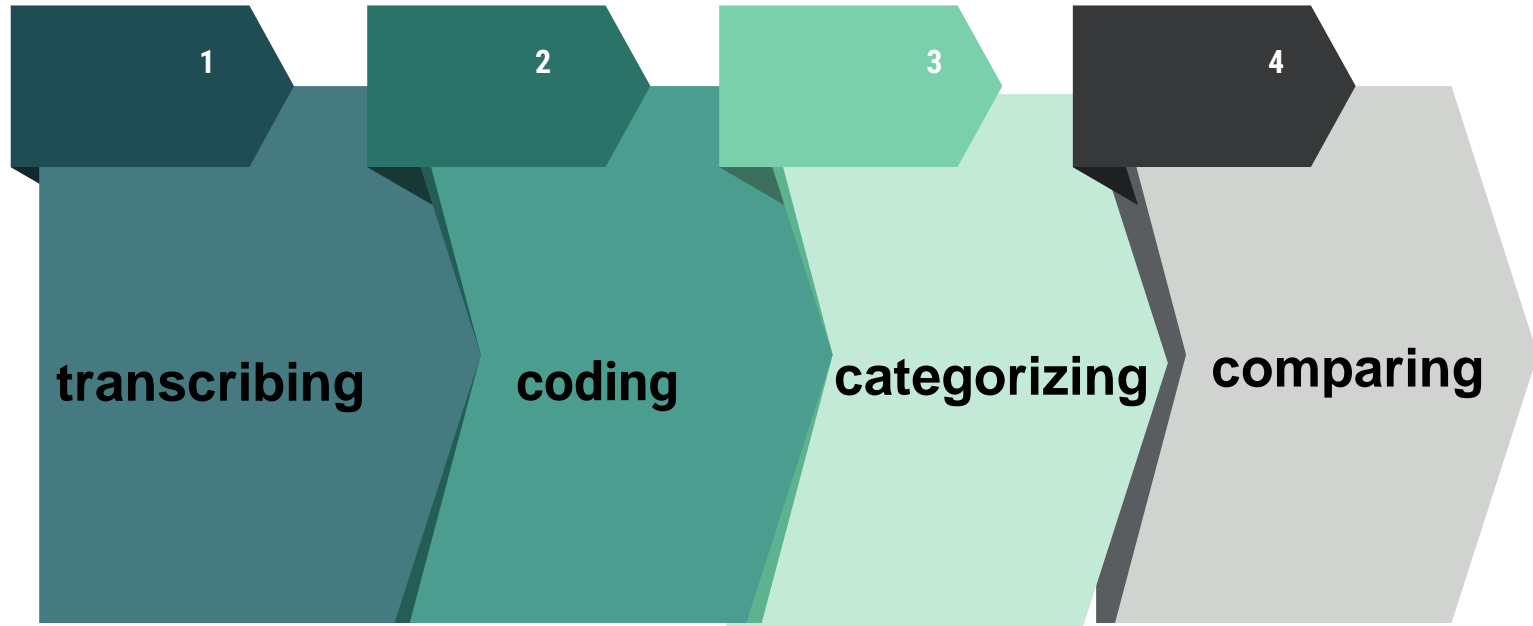 1
transcribing
2
coding
3
categorizing
4
comparing